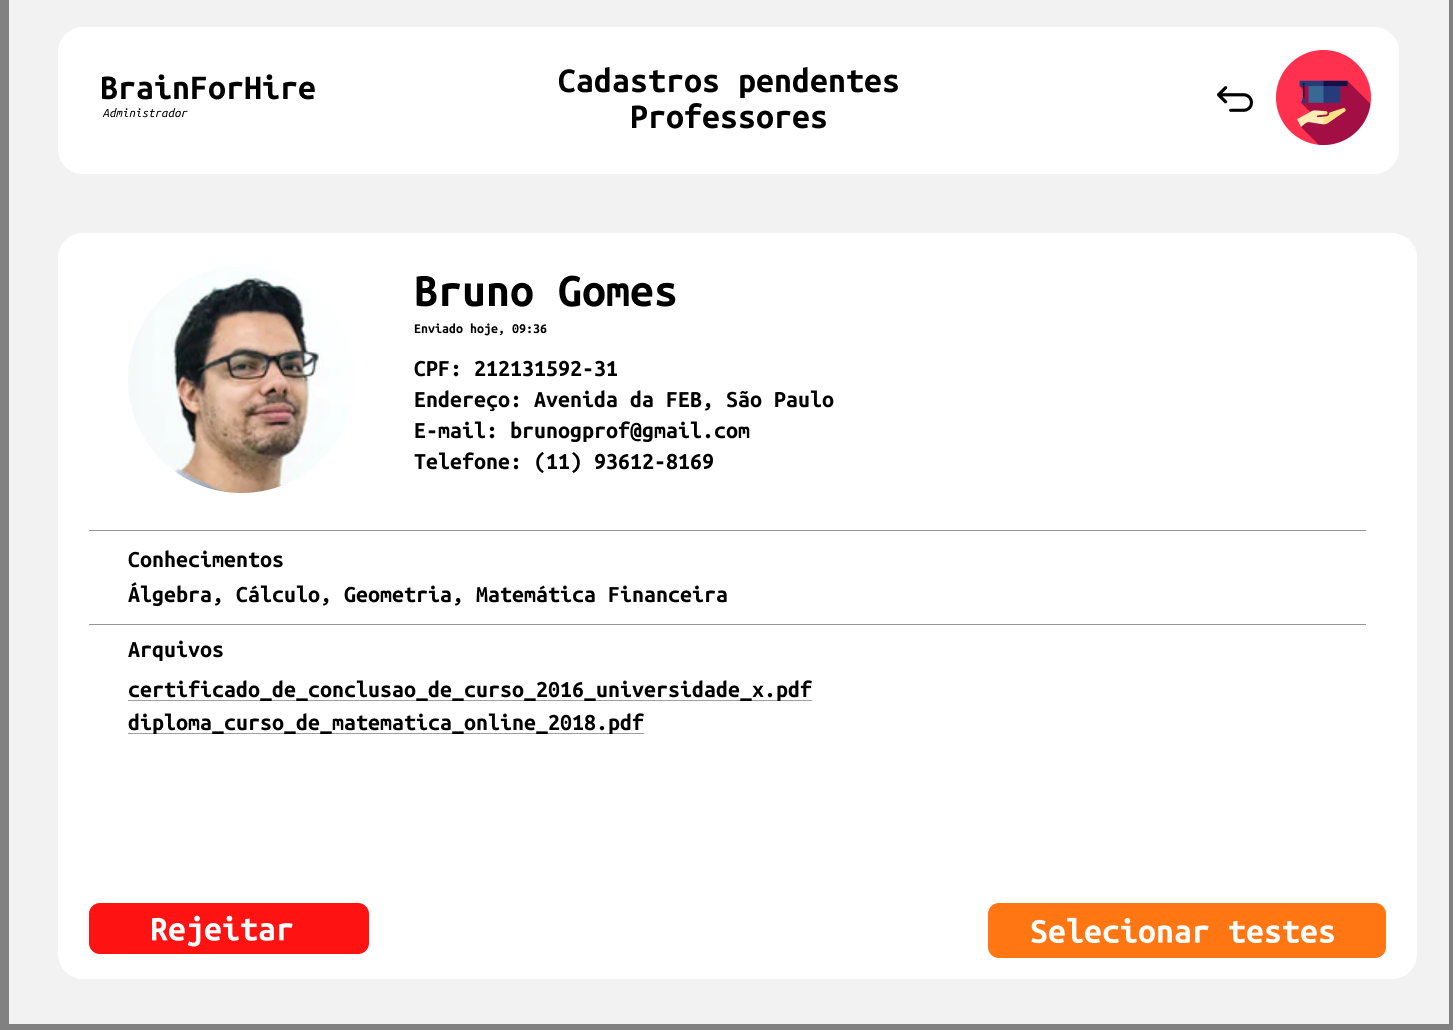 BrainForHire
Administrador
Cadastros pendentes
Professores
Bruno Gomes
Enviado hoje, 09:36
CPF: 212131592-31
Endereço: Avenida da FEB, São Paulo
E-mail: brunogprof@gmail.com
Telefone: (11) 93612-8169
Conhecimentos
Álgebra, Cálculo, Geometria, Matemática Financeira
Arquivos
certificado_de_conclusao_de_curso_2016_universidade_x.pdf
diploma_curso_de_matematica_online_2018.pdf
Rejeitar
Selecionar testes